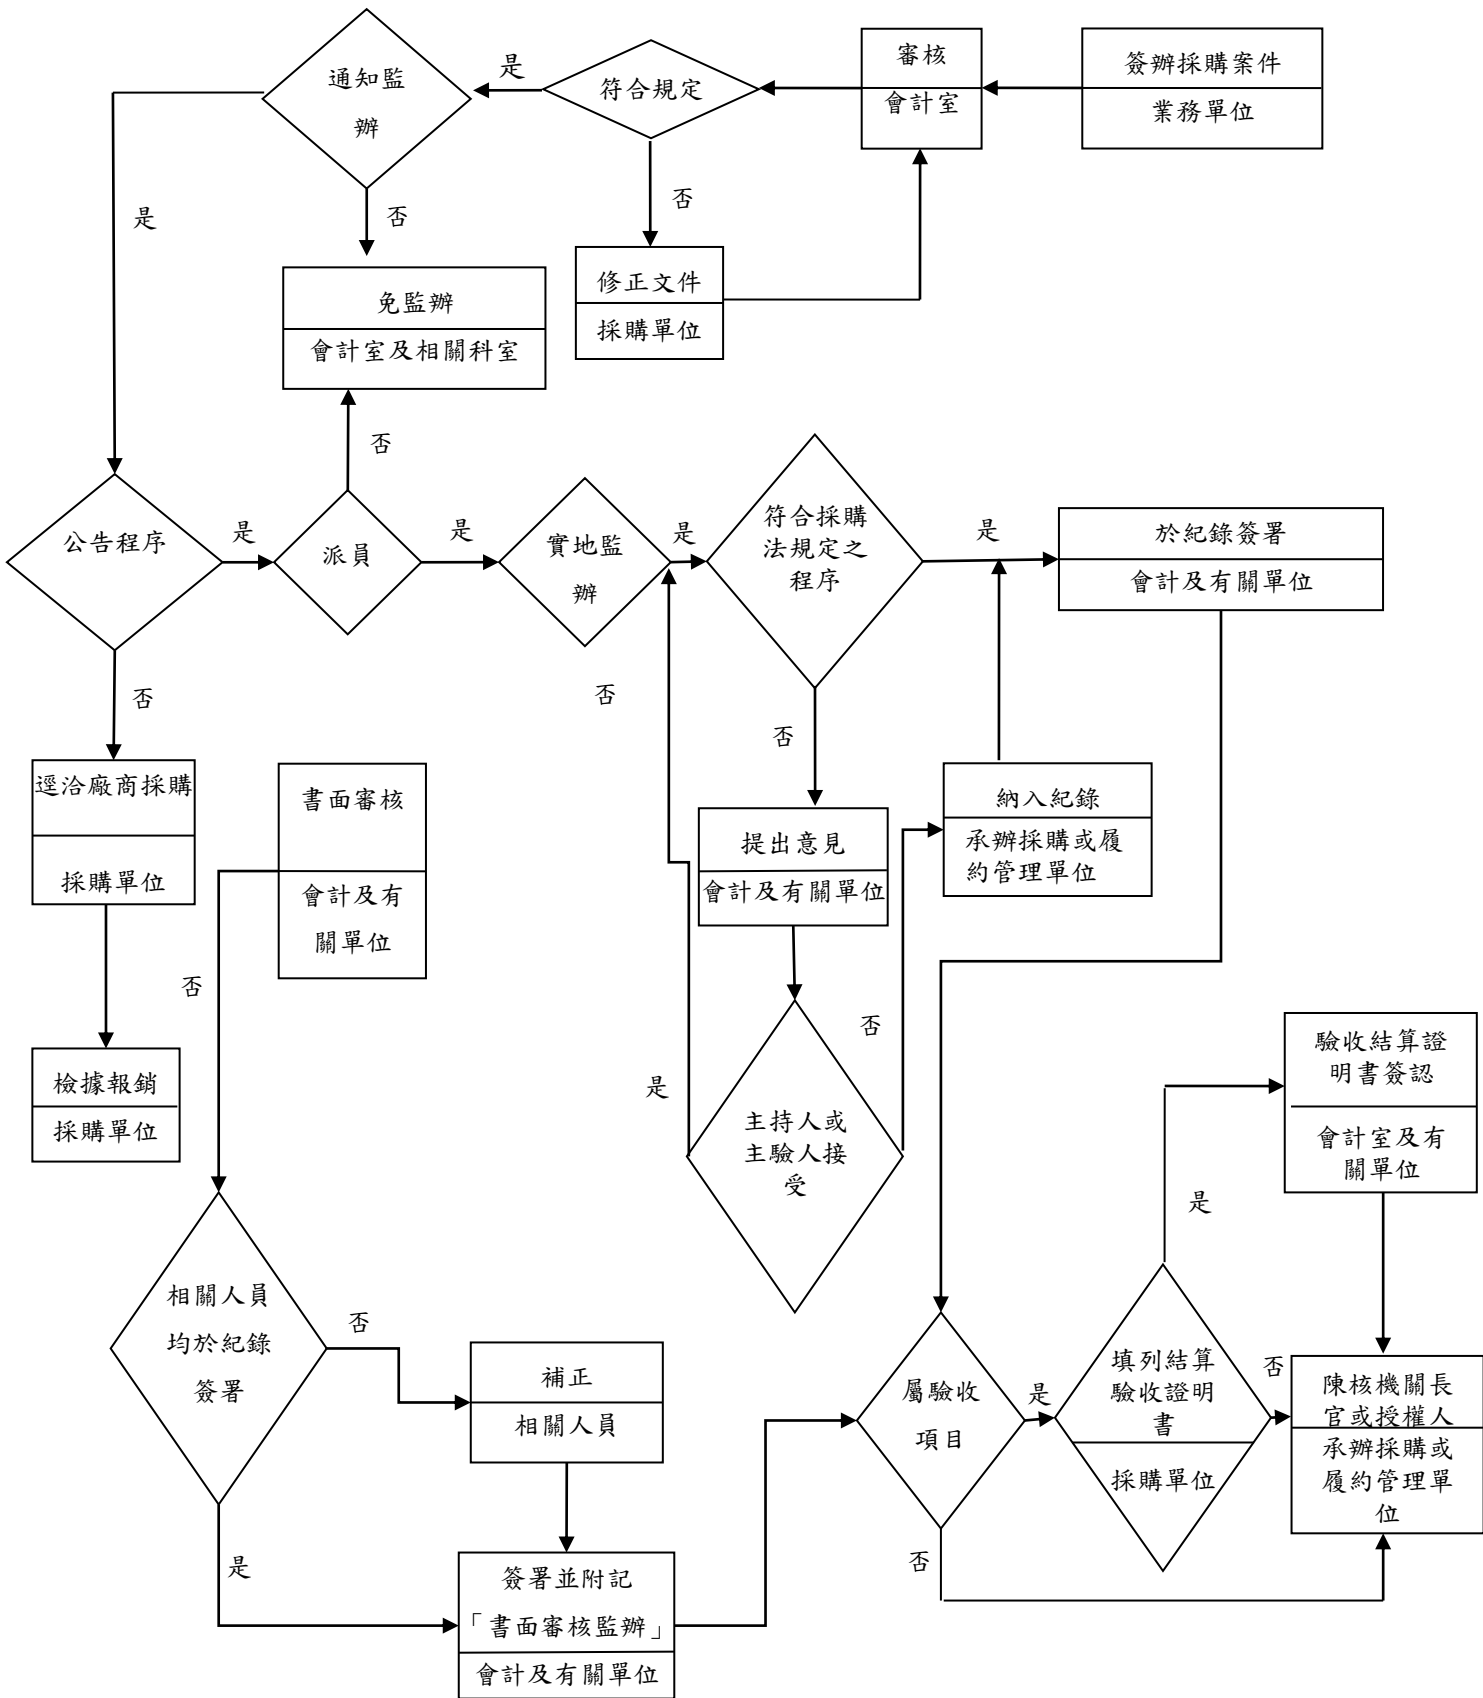 簽辦採購案件
業務單位
審核
會計室
符合規定
是
否
修正文件
採購單位
通知監
辦
是
否
免監辦
會計室及相關科室
公告程序
是
否
派員
否
是
實地監
辦
是
否
符合採購
法規定之
程序
是
否
於紀錄簽署
會計及有關單位
逕洽廠商採購
採購單位
檢據報銷
採購單位
書面審核
會計及有
關單位
否
提出意見
會計及有關單位
納入紀錄
承辦採購或履
約管理單位
主持人或
主驗人接
受
是
否
相關人員
均於紀錄
簽署
否
是
補正
相關人員
簽署並附記
「書面審核監辦」
會計及有關單位
屬驗收
項目
是
否
填列結算
驗收證明
書
採購單位
是
否
驗收結算證
明書簽認
會計室及有
關單位
陳核機關長
官或授權人
承辦採購或
履約管理單
位